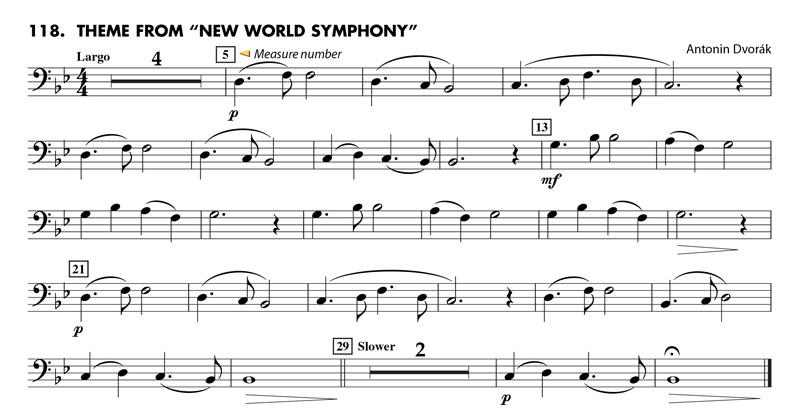 118. THEME FROM “NEW WORLD SYMPHONY”
Largo 4 5 Measure number Antonin Dvorák
4
4
p
13
mf
21
p
29 Slower 2
p